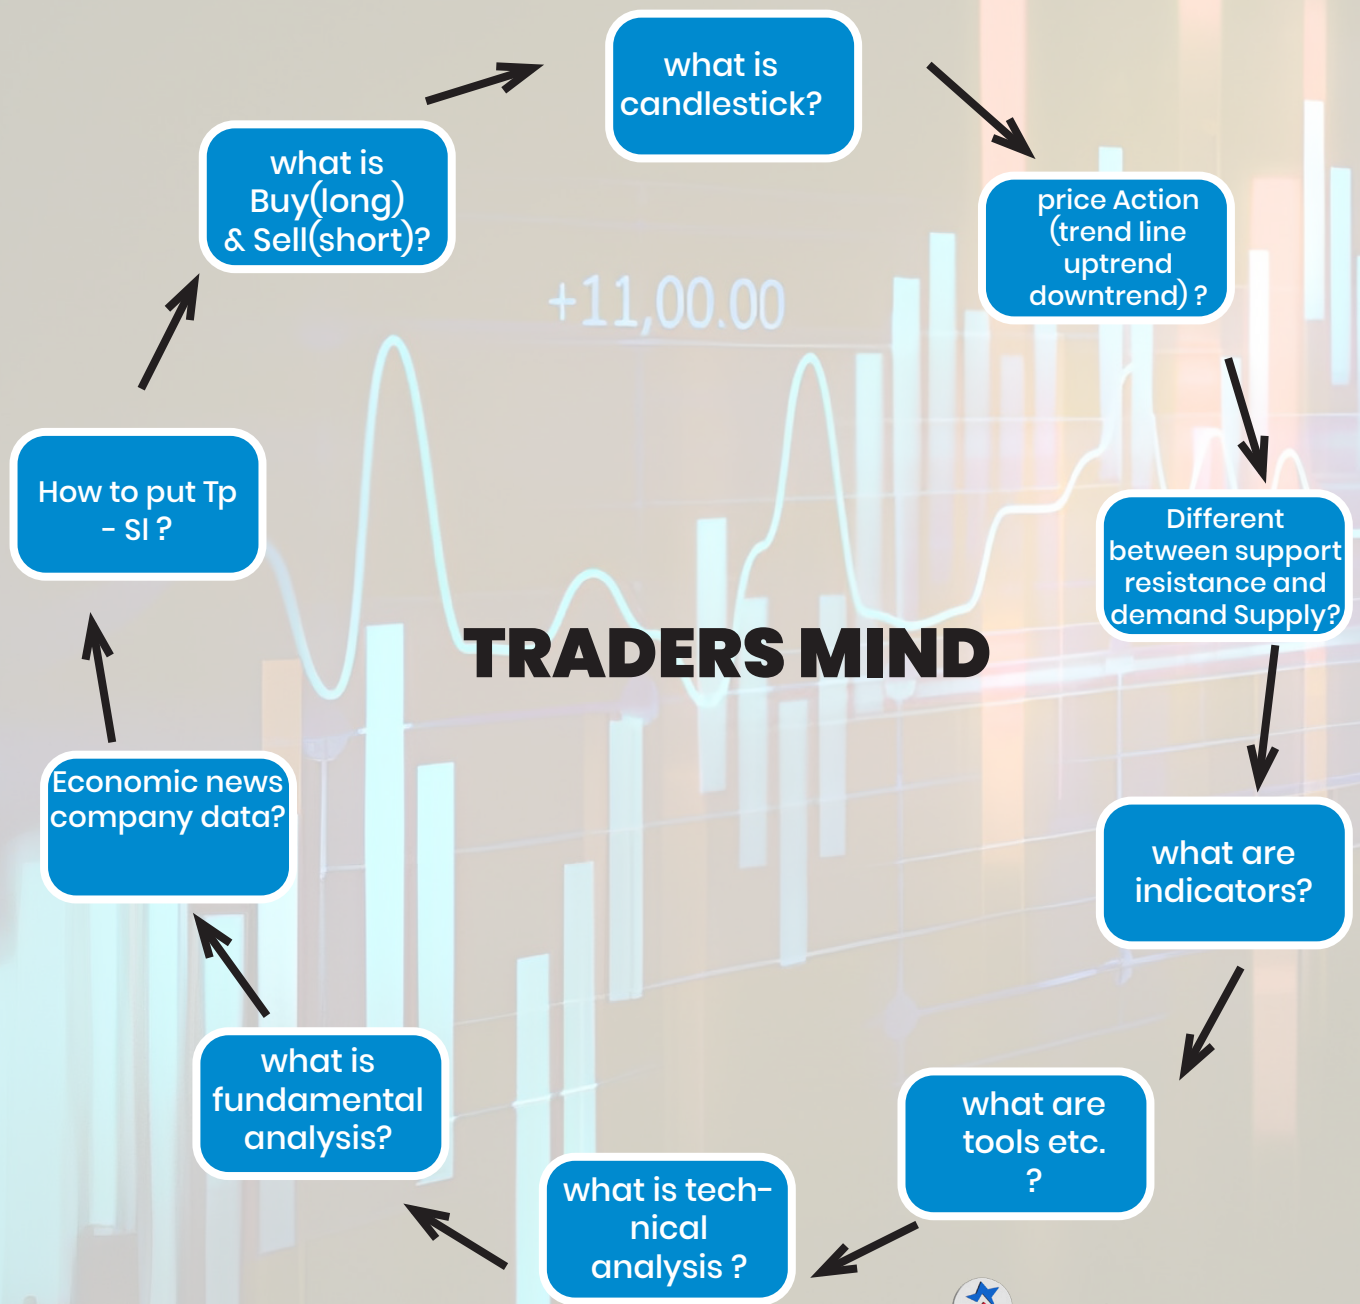 what is
candlestick?
price Action
(trend line
uptrend
downtrend) ?
Different
between support
resistance and
demand Supply?
what are
indicators?
what are
tools etc.
?
what is tech-
nical
analysis ?
what is
fundamental
analysis?
Economic news
company data?
How to put Tp
- Sl ?
what is
Buy(long)
& Sell(short)?
+11,00.00
TRADERS MIND